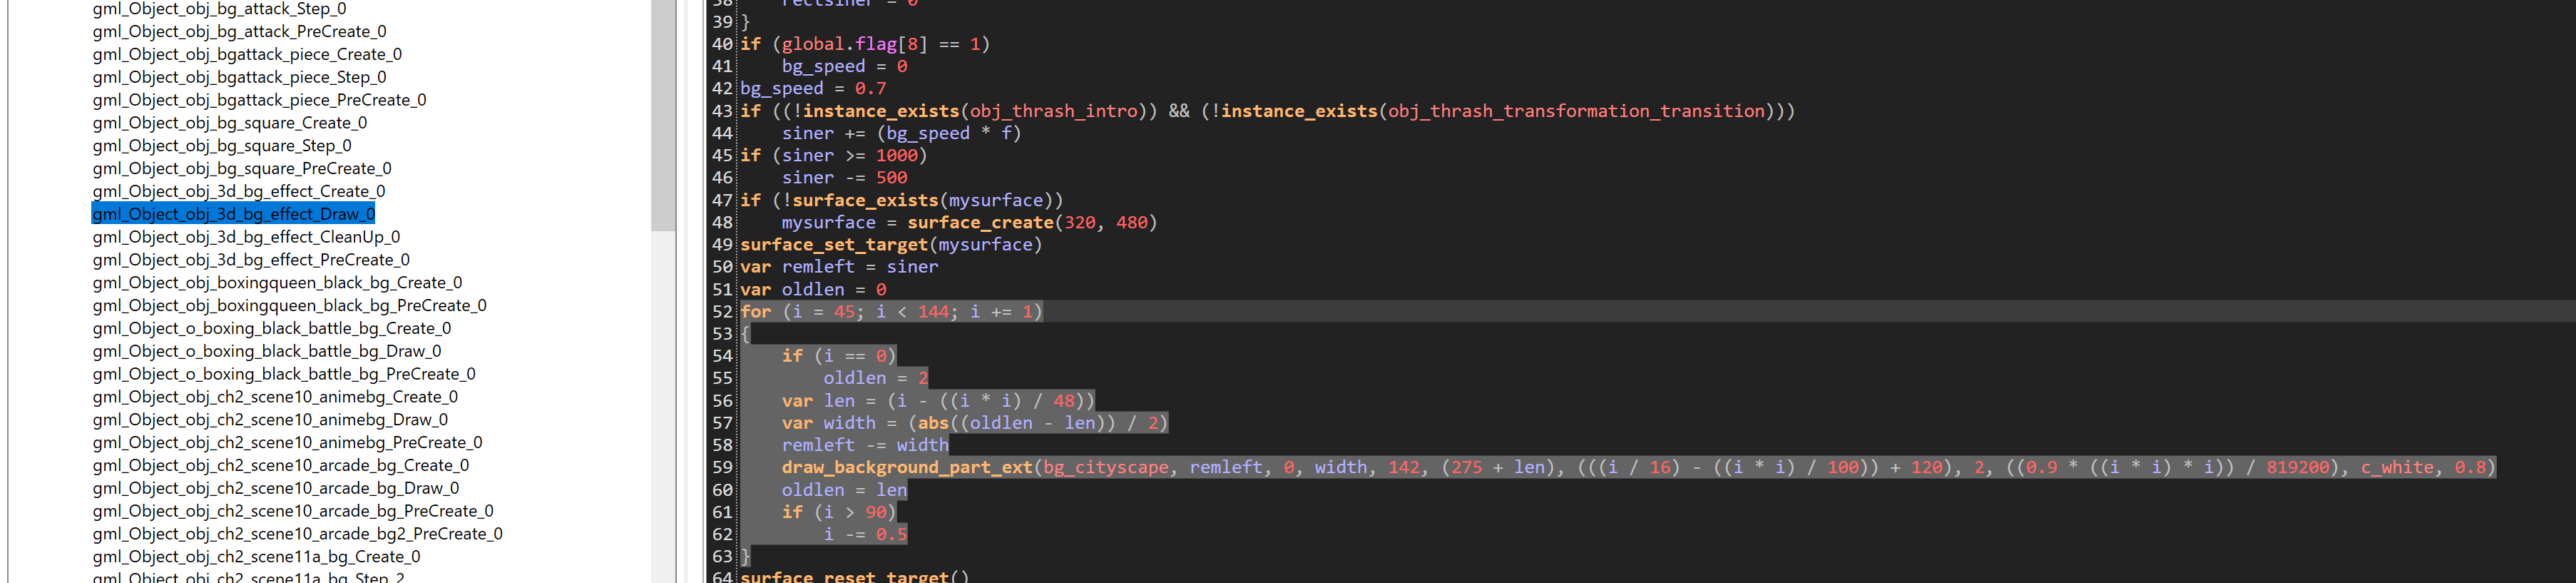 gml_Object_obj_bg_attack_Step_0
gml_Object_obj_bg_attack_PreCreate_0
gml_Object_obj_bgattack_piece_Create_0
gml_Object_obj_bgattack_piece_Step_0
gml_Object_obj_bgattack_piece_PreCreate_0
gml_Object_obj_bg_square_Create_0
gml_Object_obj_bg_square_Step_0
gml_Object_obj_bg_square_PreCreate_0
gml_Object_obj_3d_bg_effect_Create_0
gml_Object_obj_3d_bg_effect_Draw_0
gml_Object_obj_3d_bg_effect_CleanUp_0
gml_Object_obj_3d_bg_effect_PreCreate_0
gml_Object_obj_boxingqueen_black_bg_Create_0
gml_Object_obj_boxingqueen_black_bg_PreCreate_0
gml_Object_o_boxing_black_battle_bg_Create_0
gml_Object_o_boxing_black_battle_bg_Draw_0
gml_Object_o_boxing_black_battle_bg_PreCreate_0
gml_Object_obj_ch2_scene10_animebg_Create_0
gml_Object_obj_ch2_scene10_animebg_Draw_0
gml_Object_obj_ch2_scene10_animebg_PreCreate_0
gml_Object_obj_ch2_scene10_arcade_bg_Create_0
gml_Object_obj_ch2_scene10_arcade_bg_Draw_0
gml_Object_obj_ch2_scene10_arcade_bg_PreCreate_0
gml_Object_obj_ch2_scene10_arcade_bg2_PreCreate_0
gml_Object_obj_ch2_scene11a_bg_Create_0
gml_Object_obj_ch2_scene11a_bg_Step_2
38 rectsiner = 0
39 }
40 if (global.flag[8] == 1)
41 bg_speed = 0
42 bg_speed = 0.7
43 if ((!instance_exists(obj_thrash_intro)) && (!instance_exists(obj_thrash_transformation_transition)))
44 siner += (bg_speed * f)
45 if (siner >= 1000)
46 siner -= 500
47 if (!surface_exists(mysurface))
48 mysurface = surface_create(320, 480)
49 surface_set_target(mysurface)
50 var remleft = siner
51 var oldlen = 0
52 for (i = 45; i < 144; i += 1)
53 {
54 if (i == 0)
55 oldlen = 2
56 var len = (i - ((i * i) / 48))
57 var width = (abs((oldlen - len)) / 2)
58 remleft -= width
59 draw_background_part_ext(bg_cityscape, remleft, 0, width, 142, (275 + len), (((i / 16) - ((i * i) / 100)) + 120), 2, ((0.9 * ((i * i) * i)) / 819200), c_white, 0.8)
60 oldlen = len
61 if (i > 90)
62 i -= 0.5
63 }
64 surface_reset_target()